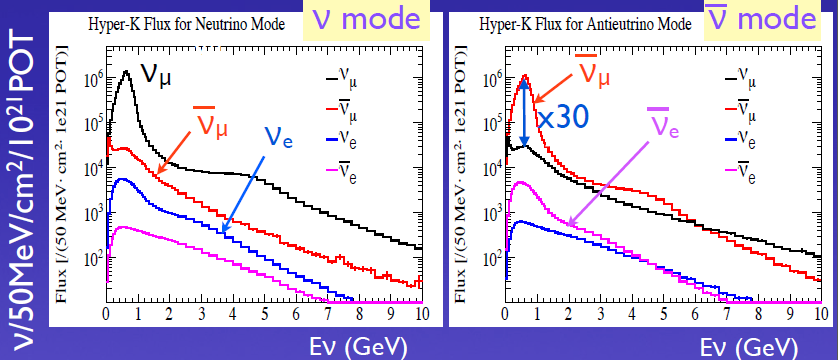 ν/50MeV/cm²/10²¹POT
Hyper-K Flux for Neutrino Mode
ν mode
Flux [/(50 MeV· cm²· 1e21 POT)]
10⁶
10⁵
10⁴
10³
10²
νμ
ν̅μ
νe
νμ
ν̅μ
νe
ν̅e
0 1 2 3 4 5 6 7 8 9 10
Eν (GeV)
Hyper-K Flux for Antieutrino Mode
ν̅ mode
Flux [/(50 MeV· cm²· 1e21 POT)]
10⁶
10⁵
10⁴
10³
10²
ν̅μ
x30
ν̅e
νμ
ν̅μ
νe
ν̅e
0 1 2 3 4 5 6 7 8 9 10
Eν (GeV)